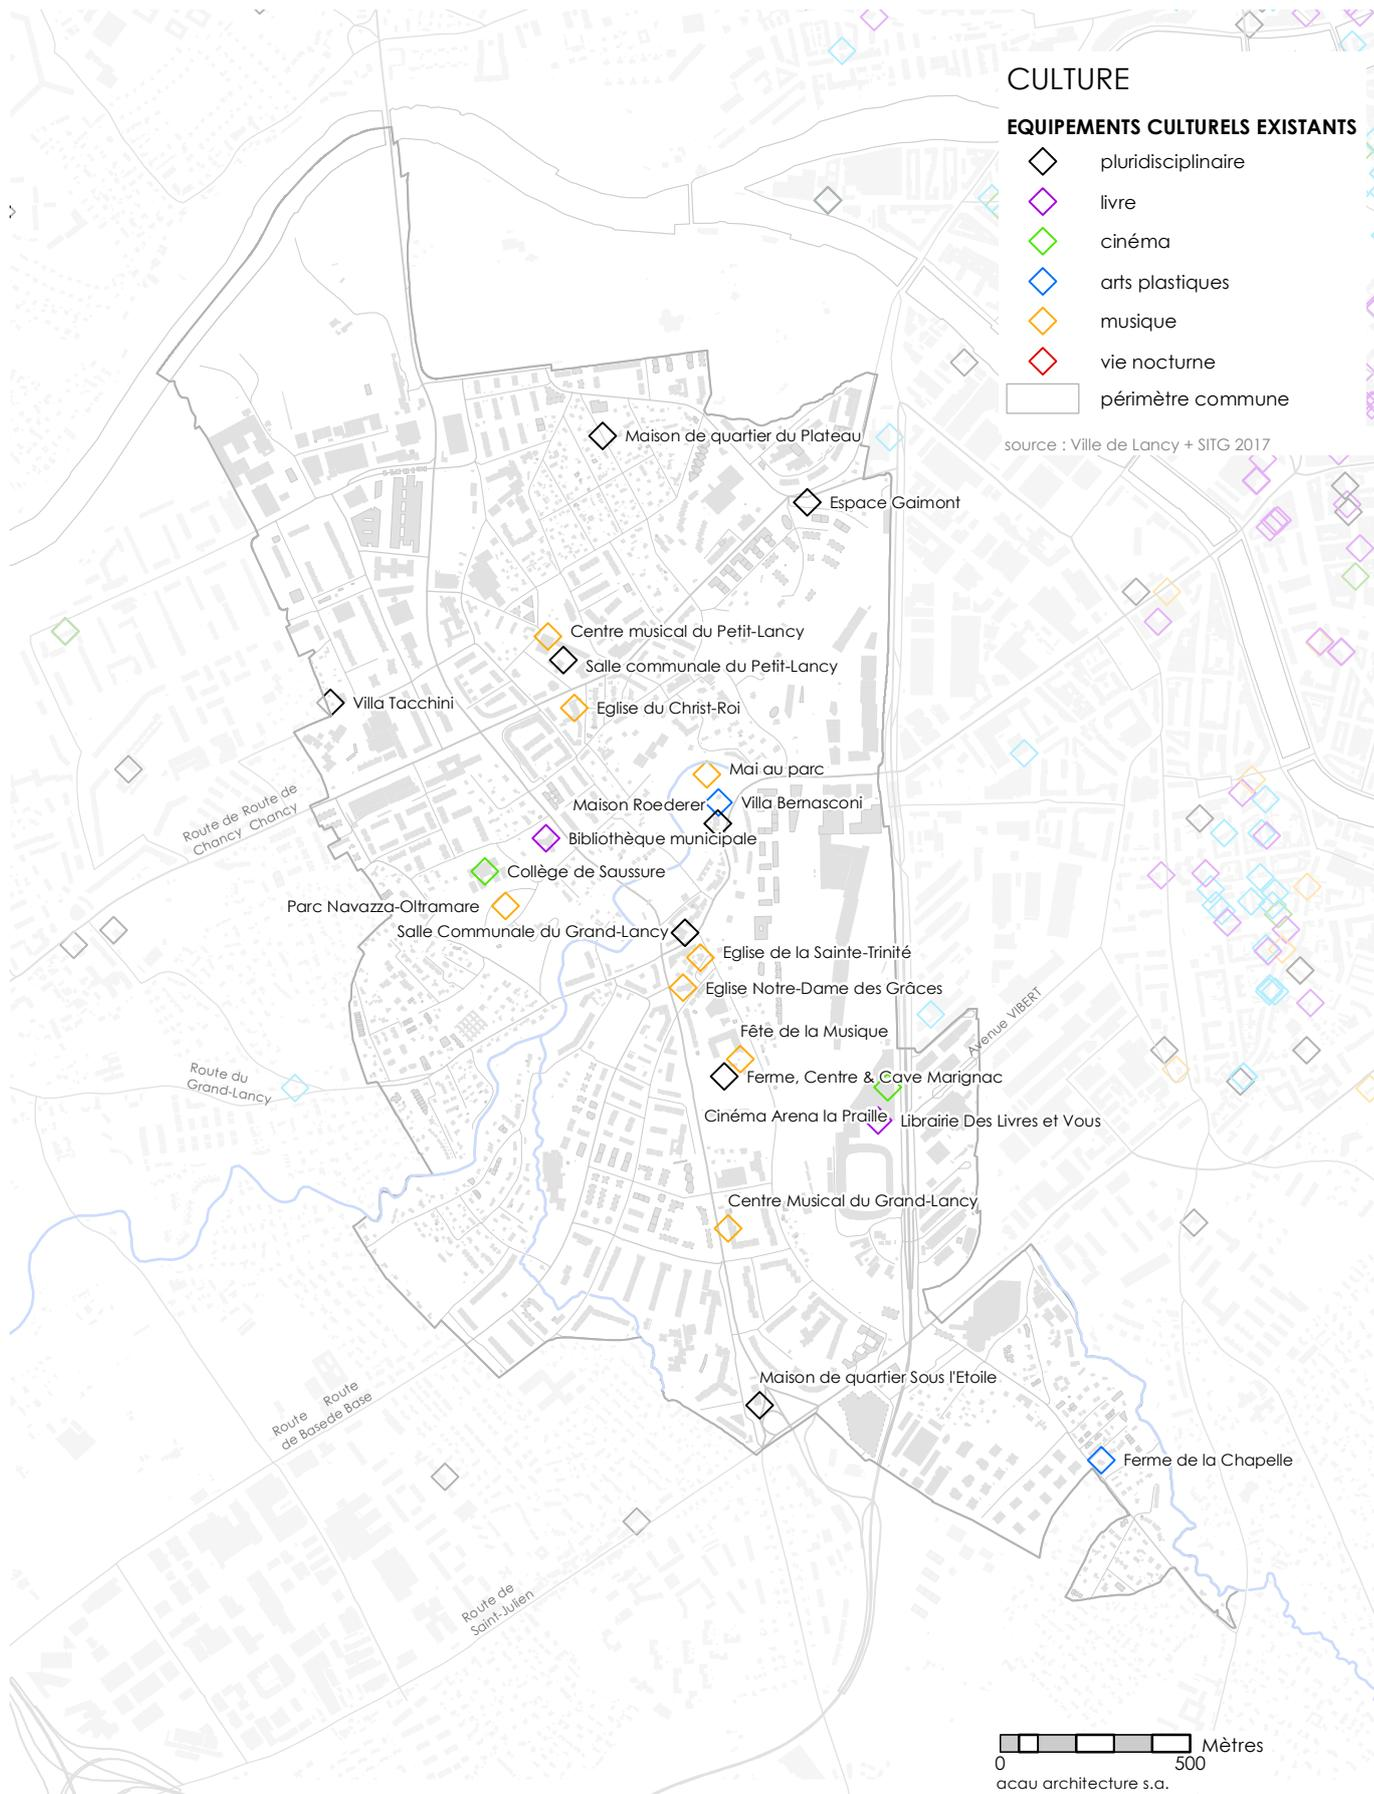 CULTURE
EQUIPEMENTS CULTURELS EXISTANTS
pluridisciplinaire
livre
cinéma
arts plastiques
musique
vie nocturne
périmètre commune
source : Ville de Lancy + SITG 2017
Maison de quartier du Plateau
Espace Gaimont
Centre musical du Petit-Lancy
Salle communale du Petit-Lancy
Villa Tacchini
Eglise du Christ-Roi
Mai au parc
Maison Roederer
Villa Bernasconi
Route de Route de
Chancy Chancy
Bibliothèque municipale
Collège de Saussure
Parc Navazza-Oltramare
Salle Communale du Grand-Lancy
Eglise de la Sainte-Trinité
Eglise Notre-Dame des Grâces
Avenue VIBERT
Fête de la Musique
Route du
Grand-Lancy
Ferme, Centre & Cave Marignac
Cinéma Arena la Praille
Librairie Des Livres et Vous
Centre Musical du Grand-Lancy
Maison de quartier Sous l'Etoile
Route Route
de Basede Base
Ferme de la Chapelle
Route de
Saint-Julien
Mètres
0 500
acau architecture s.a.